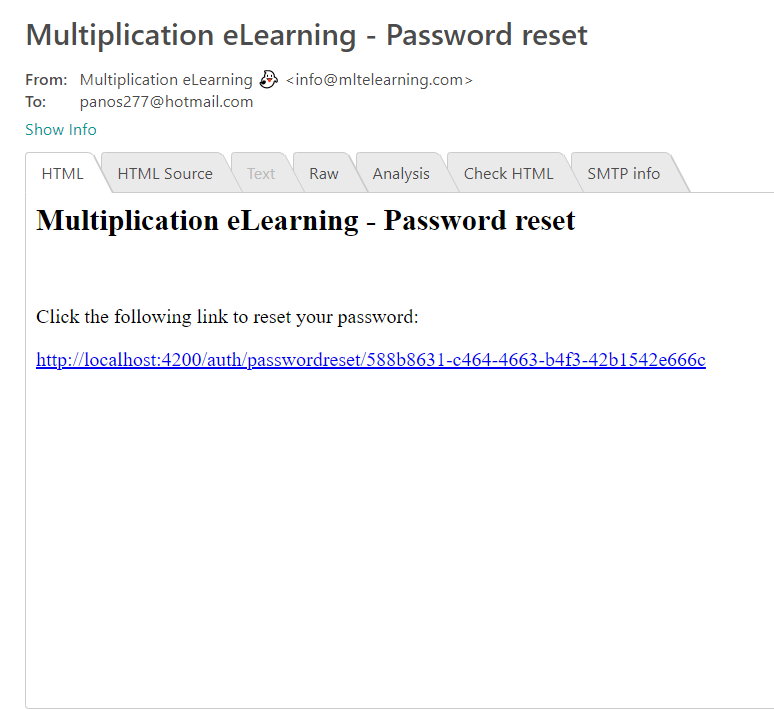 Multiplication eLearning - Password reset
From: Multiplication eLearning <info@mltelearning.com>
To: panos277@hotmail.com
Show Info
HTML HTML Source Text Raw Analysis Check HTML SMTP info
Multiplication eLearning - Password reset
Click the following link to reset your password:
http://localhost:4200/auth/passwordreset/588b8631-c464-4663-b4f3-42b1542e666c